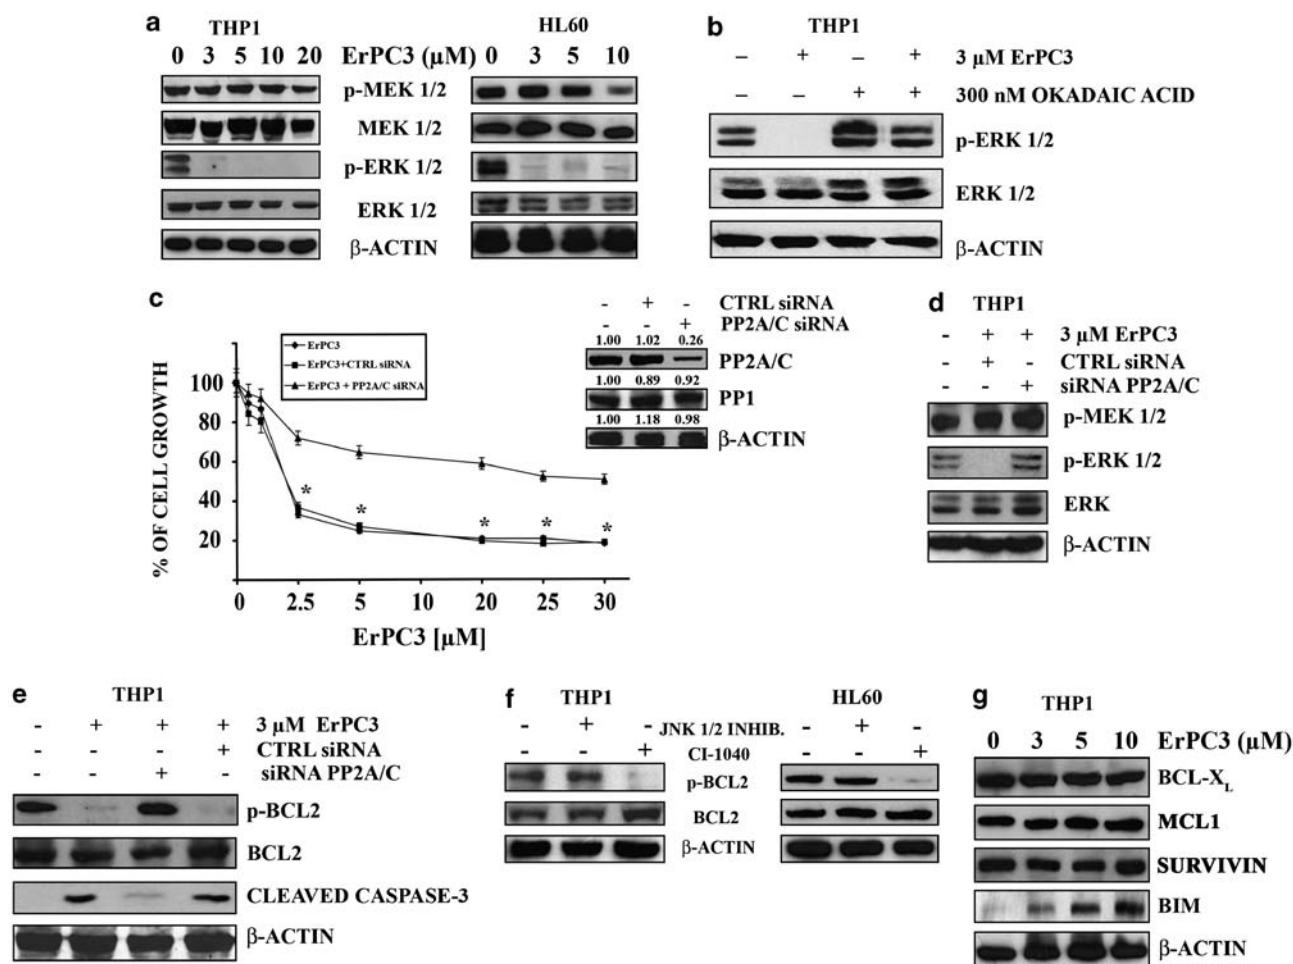 a
THP1
HL60
0 3 5 10 20 ErPC3 (µM) 0 3 5 10
p-MEK 1/2
MEK 1/2
p-ERK 1/2
ERK 1/2
β-ACTIN
b
THP1
– + – + 3 µM ErPC3
– – + + 300 nM OKADAIC ACID
p-ERK 1/2
ERK 1/2
β-ACTIN
c
ErPC3
ErPC3+CTRL siRNA
ErPC3 + PP2A/C siRNA
% OF CELL GROWTH
100
80
60
40
20
* * * * *
0 2.5 5 10 20 25 30
ErPC3 [µM]
- + - CTRL siRNA
- - + PP2A/C siRNA
1.00 1.02 0.26
PP2A/C
1.00 0.89 0.92
PP1
1.00 1.18 0.98
β-ACTIN
d
THP1
- + + 3 µM ErPC3
- + - CTRL siRNA
- - + siRNA PP2A/C
p-MEK 1/2
p-ERK 1/2
ERK
β-ACTIN
e
THP1
- + + + 3 µM ErPC3
- - - + CTRL siRNA
- - + - siRNA PP2A/C
p-BCL2
BCL2
CLEAVED CASPASE-3
β-ACTIN
f
THP1
HL60
- + - JNK 1/2 INHIB. - + -
- - + CI-1040 - - +
p-BCL2
BCL2
β-ACTIN
g
THP1
0 3 5 10 ErPC3 (µM)
BCL-XL
MCL1
SURVIVIN
BIM
β-ACTIN